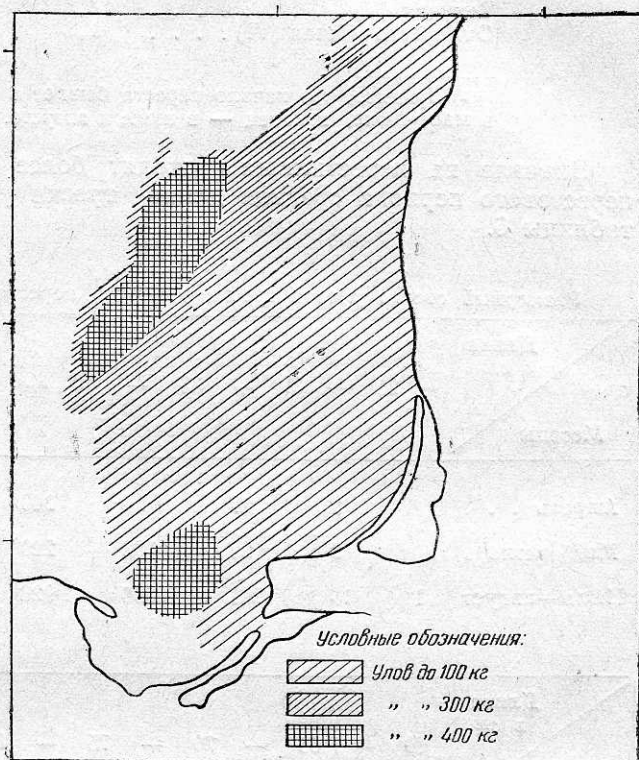 Условные обозначения:
Улов до 100 кг
„ „ 300 кг
„ „ 400 кг